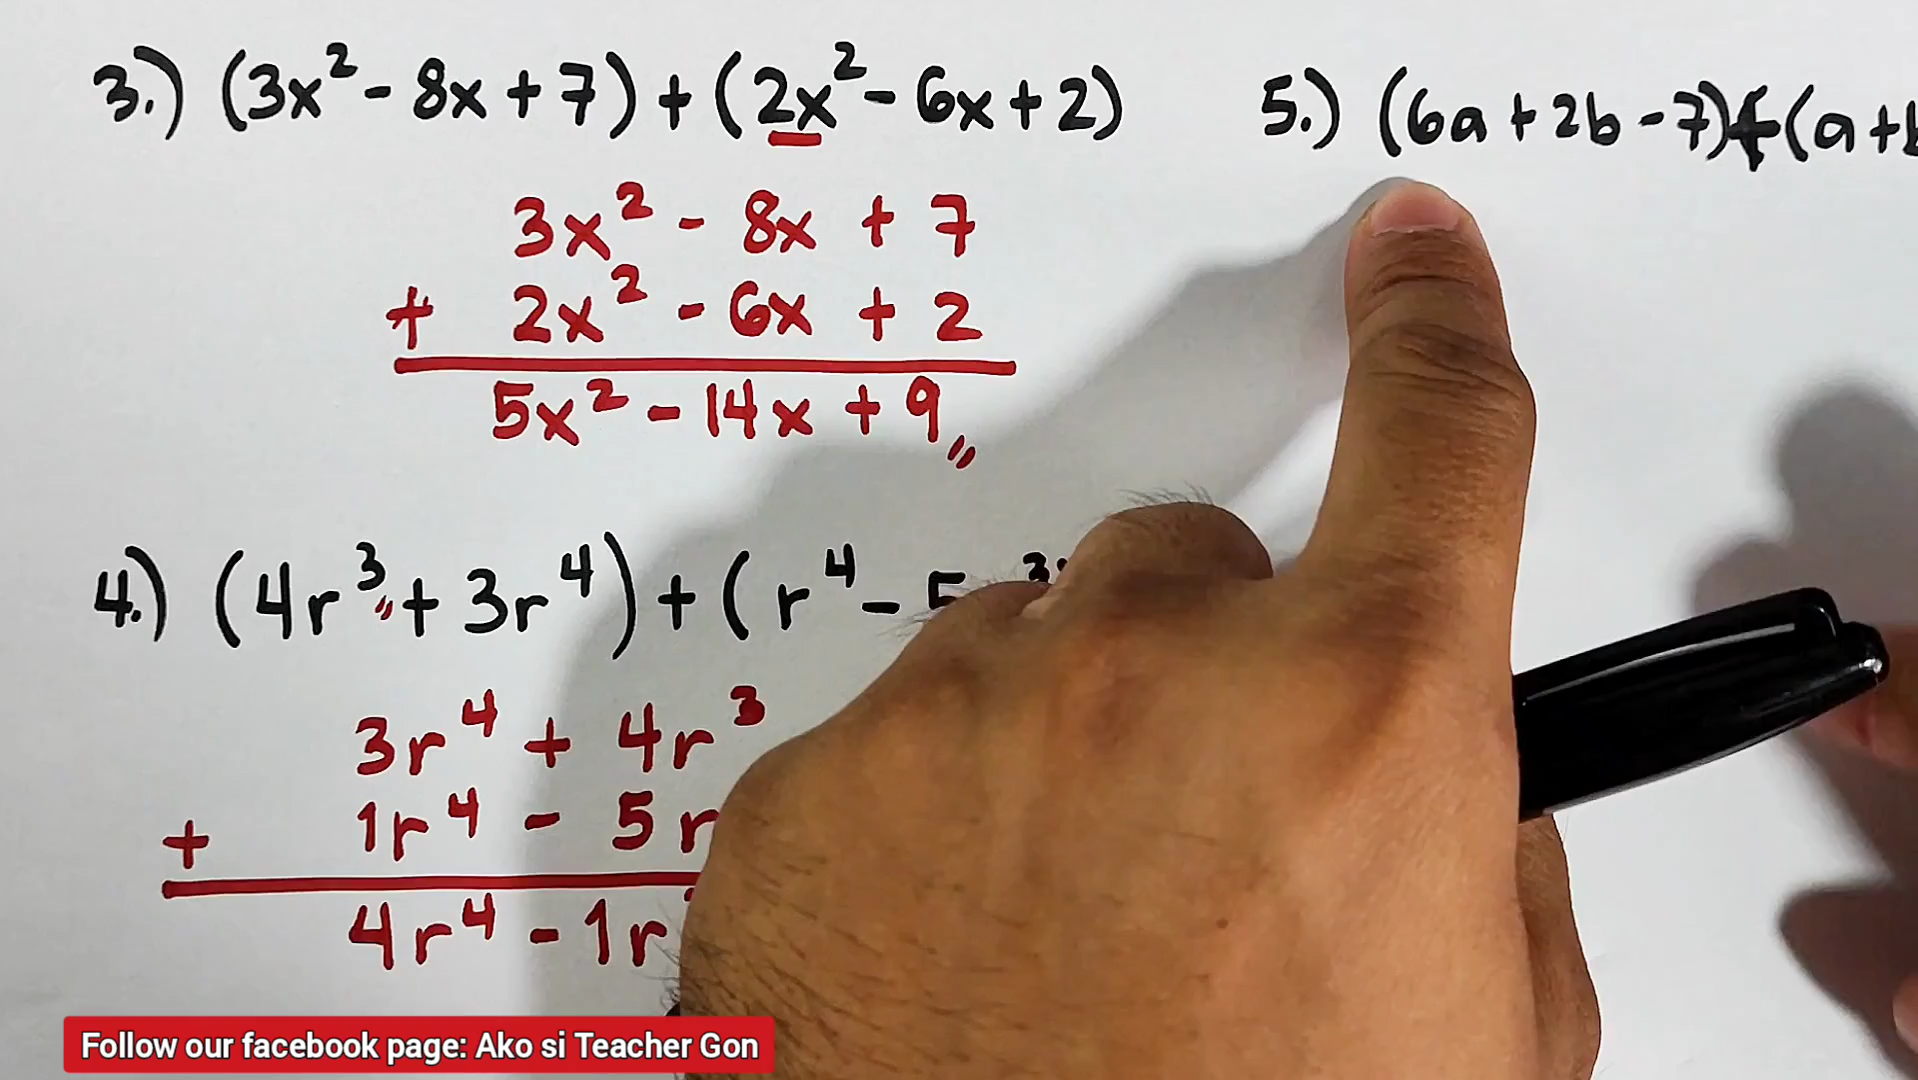 3.) (3x² - 8x + 7) + (2x² - 6x + 2)
3x² - 8x + 7
+ 2x² - 6x + 2
5x² - 14x + 9
4.) (4r³ + 3r⁴) + (r⁴ - 5
3r⁴ + 4r³
+ 1r⁴ - 5r
4r⁴ - 1r
5.) (6a + 2b - 7) + (a +
Follow our facebook page: Ako si Teacher Gon